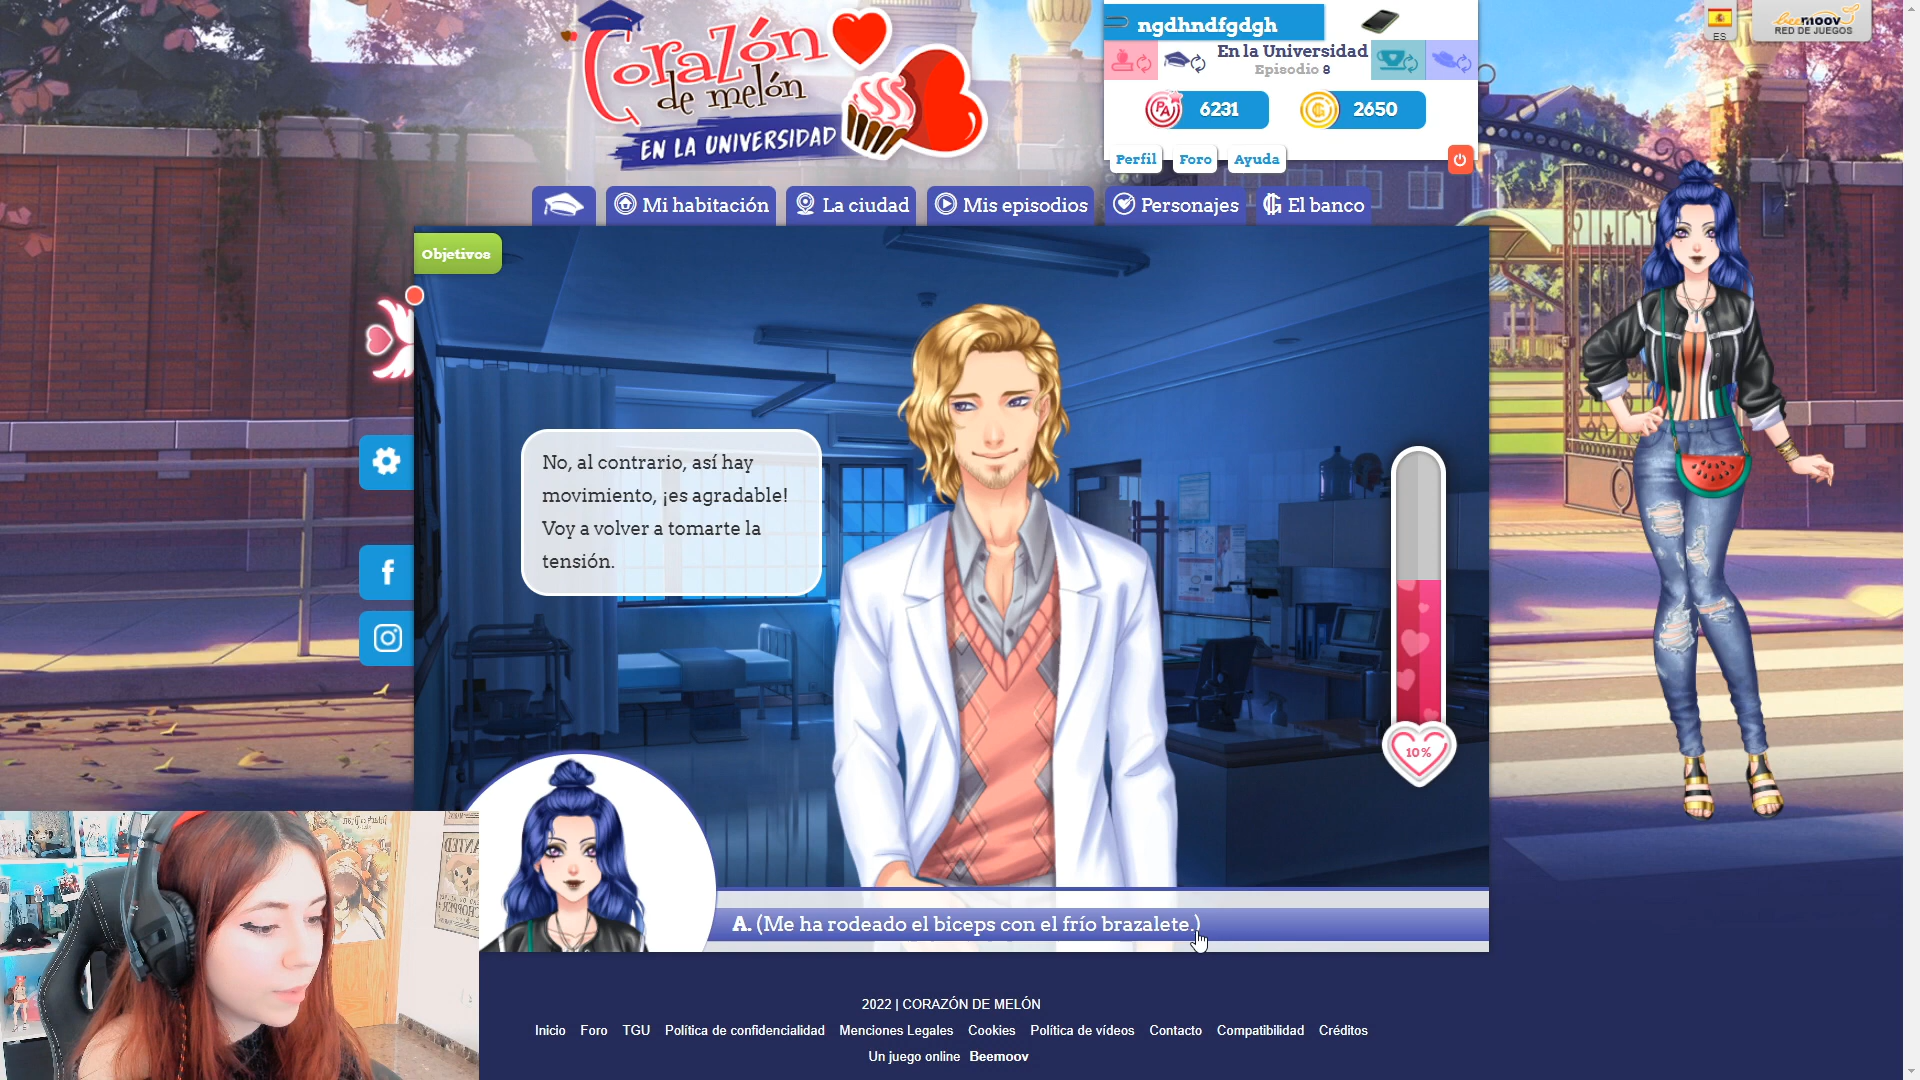 Corazón
de melón
EN LA UNIVERSIDAD
ngdhndfgdgh
En la Universidad
Episodio 8
PA
6231
2650
Perfil
Foro
Ayuda
ES
beemoov
RED DE JUEGOS
Mi habitación
La ciudad
Mis episodios
Personajes
El banco
Objetivos
No, al contrario, así hay
movimiento, ¡es agradable!
Voy a volver a tomarte la
tensión.
10%
A. (Me ha rodeado el biceps con el frío brazalete.)
2022 | CORAZÓN DE MELÓN
Inicio Foro TGU Política de confidencialidad Menciones Legales Cookies Política de vídeos Contacto Compatibilidad Créditos
Un juego online Beemoov
WANTED
CHOPPER